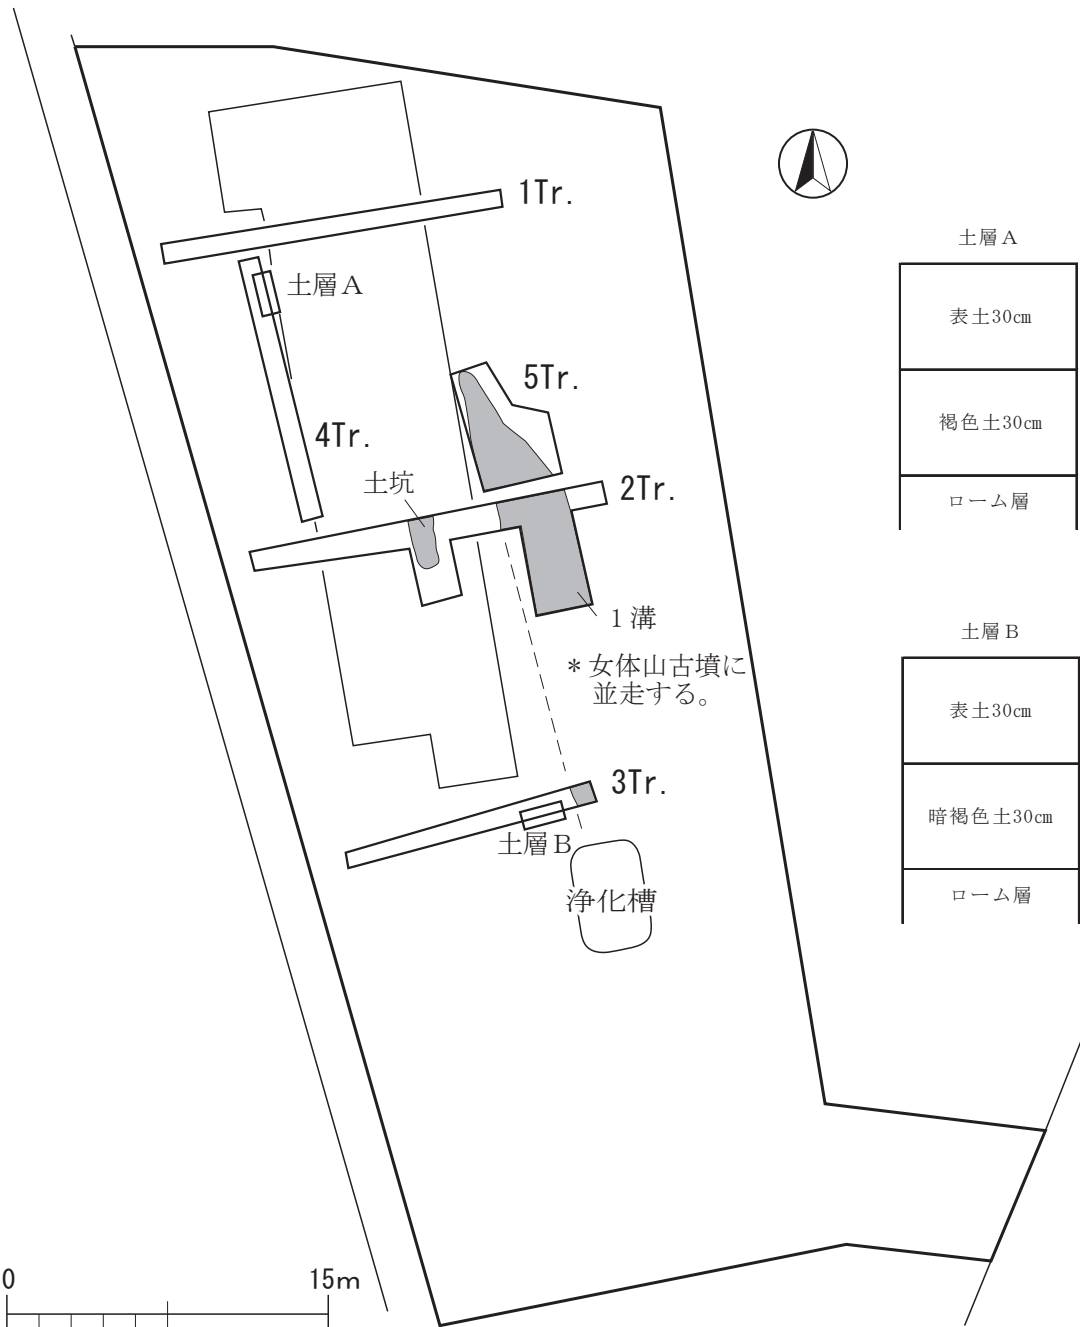 1Tr.
土層A
土層A
表土30㎝
褐色土30㎝
ローム層
5Tr.
4Tr.
土坑
2Tr.
1溝
*女体山古墳に
並走する。
土層B
表土30㎝
暗褐色土30㎝
ローム層
3Tr.
土層B
浄化槽
0
15m